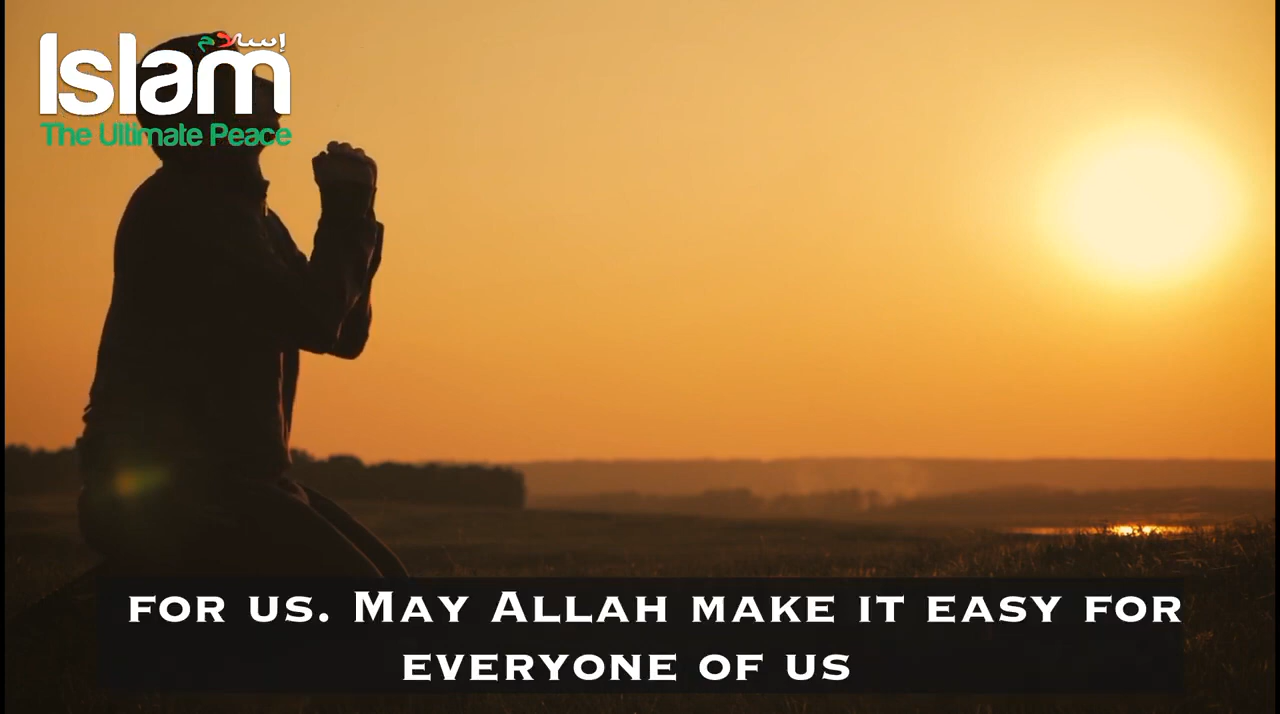 إسلام
Islam
The Ultimate Peace
FOR US. MAY ALLAH MAKE IT EASY FOR
EVERYONE OF US